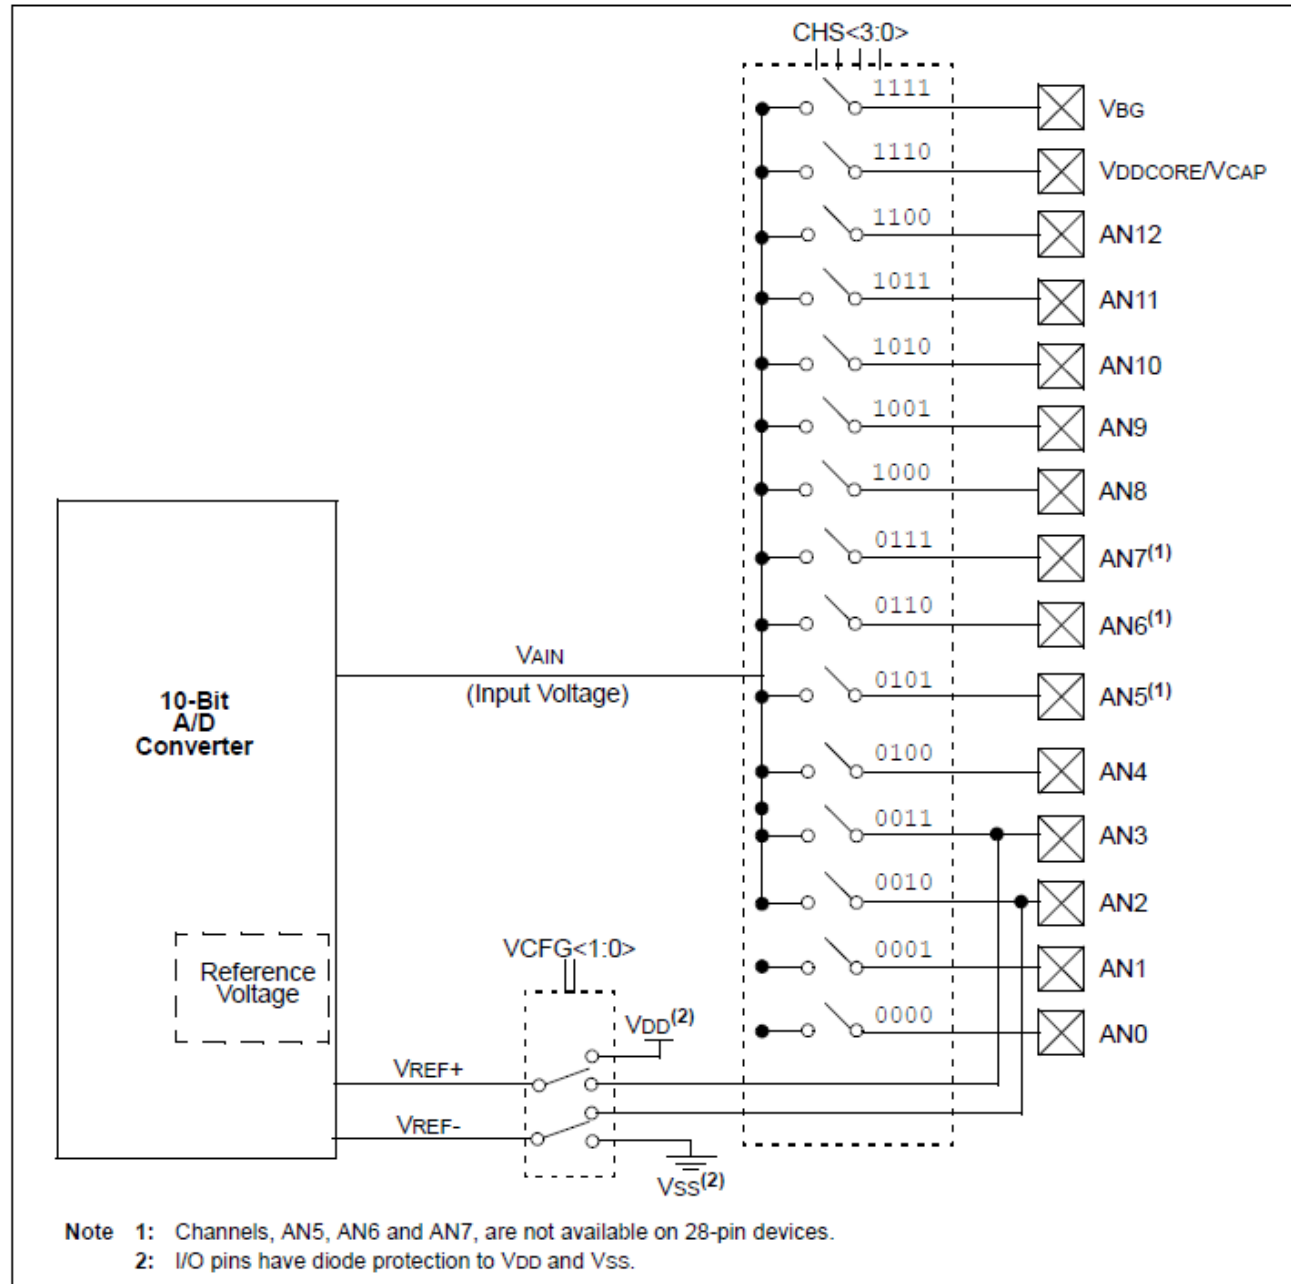 CHS<3:0>
1111 VBG
1110 VDDCORE/VCAP
1100 AN12
1011 AN11
1010 AN10
1001 AN9
1000 AN8
0111 AN7(1)
0110 AN6(1)
VAIN
(Input Voltage)
0101 AN5(1)
10-Bit
A/D
Converter
0100 AN4
0011 AN3
0010 AN2
VCFG<1:0>
0001 AN1
Reference
Voltage
VDD(2)
0000 AN0
VREF+
VREF-
VSS(2)
Note 1: Channels, AN5, AN6 and AN7, are not available on 28-pin devices.
2: I/O pins have diode protection to VDD and VSS.